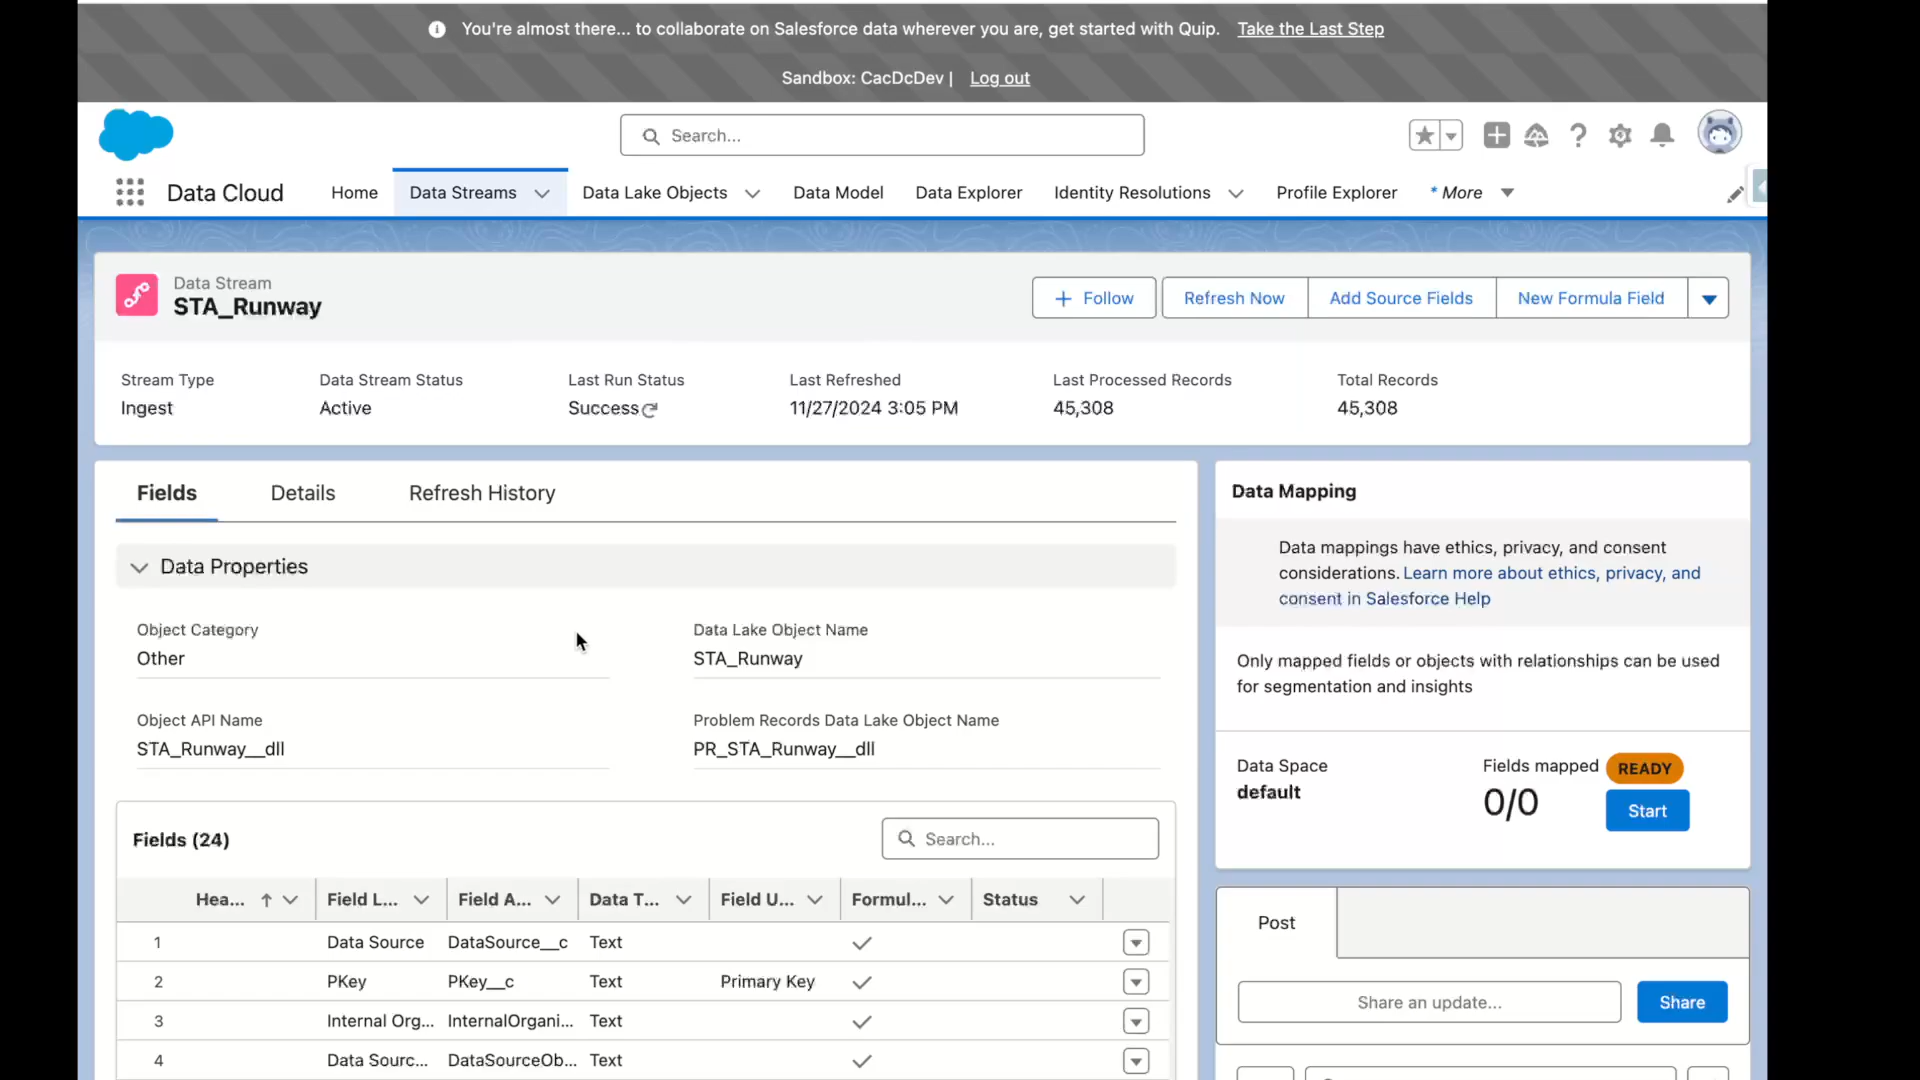 You're almost there... to collaborate on Salesforce data wherever you are, get started with Quip. Take the Last Step
Sandbox: CacDcDev | Log out
Search...
Data Cloud Home Data Streams Data Lake Objects Data Model Data Explorer Identity Resolutions Profile Explorer * More
Data Stream
STA_Runway
Follow Refresh Now Add Source Fields New Formula Field
Stream Type Data Stream Status Last Run Status Last Refreshed Last Processed Records Total Records
Ingest Active Success 11/27/2024 3:05 PM 45,308 45,308
Fields Details Refresh History
Data Properties
Object Category Data Lake Object Name
Other STA_Runway
Object API Name Problem Records Data Lake Object Name
STA_Runway__dll PR_STA_Runway__dll
Fields (24) Search...
Hea... Field L... Field A... Data T... Field U... Formul... Status
1 Data Source DataSource__c Text
2 PKey PKey__c Text Primary Key
3 Internal Org... InternalOrgani... Text
4 Data Sourc... DataSourceOb... Text
Data Mapping
Data mappings have ethics, privacy, and consent
considerations. Learn more about ethics, privacy, and
consent in Salesforce Help
Only mapped fields or objects with relationships can be used
for segmentation and insights
Data Space Fields mapped READY
default 0/0 Start
Post
Share an update... Share